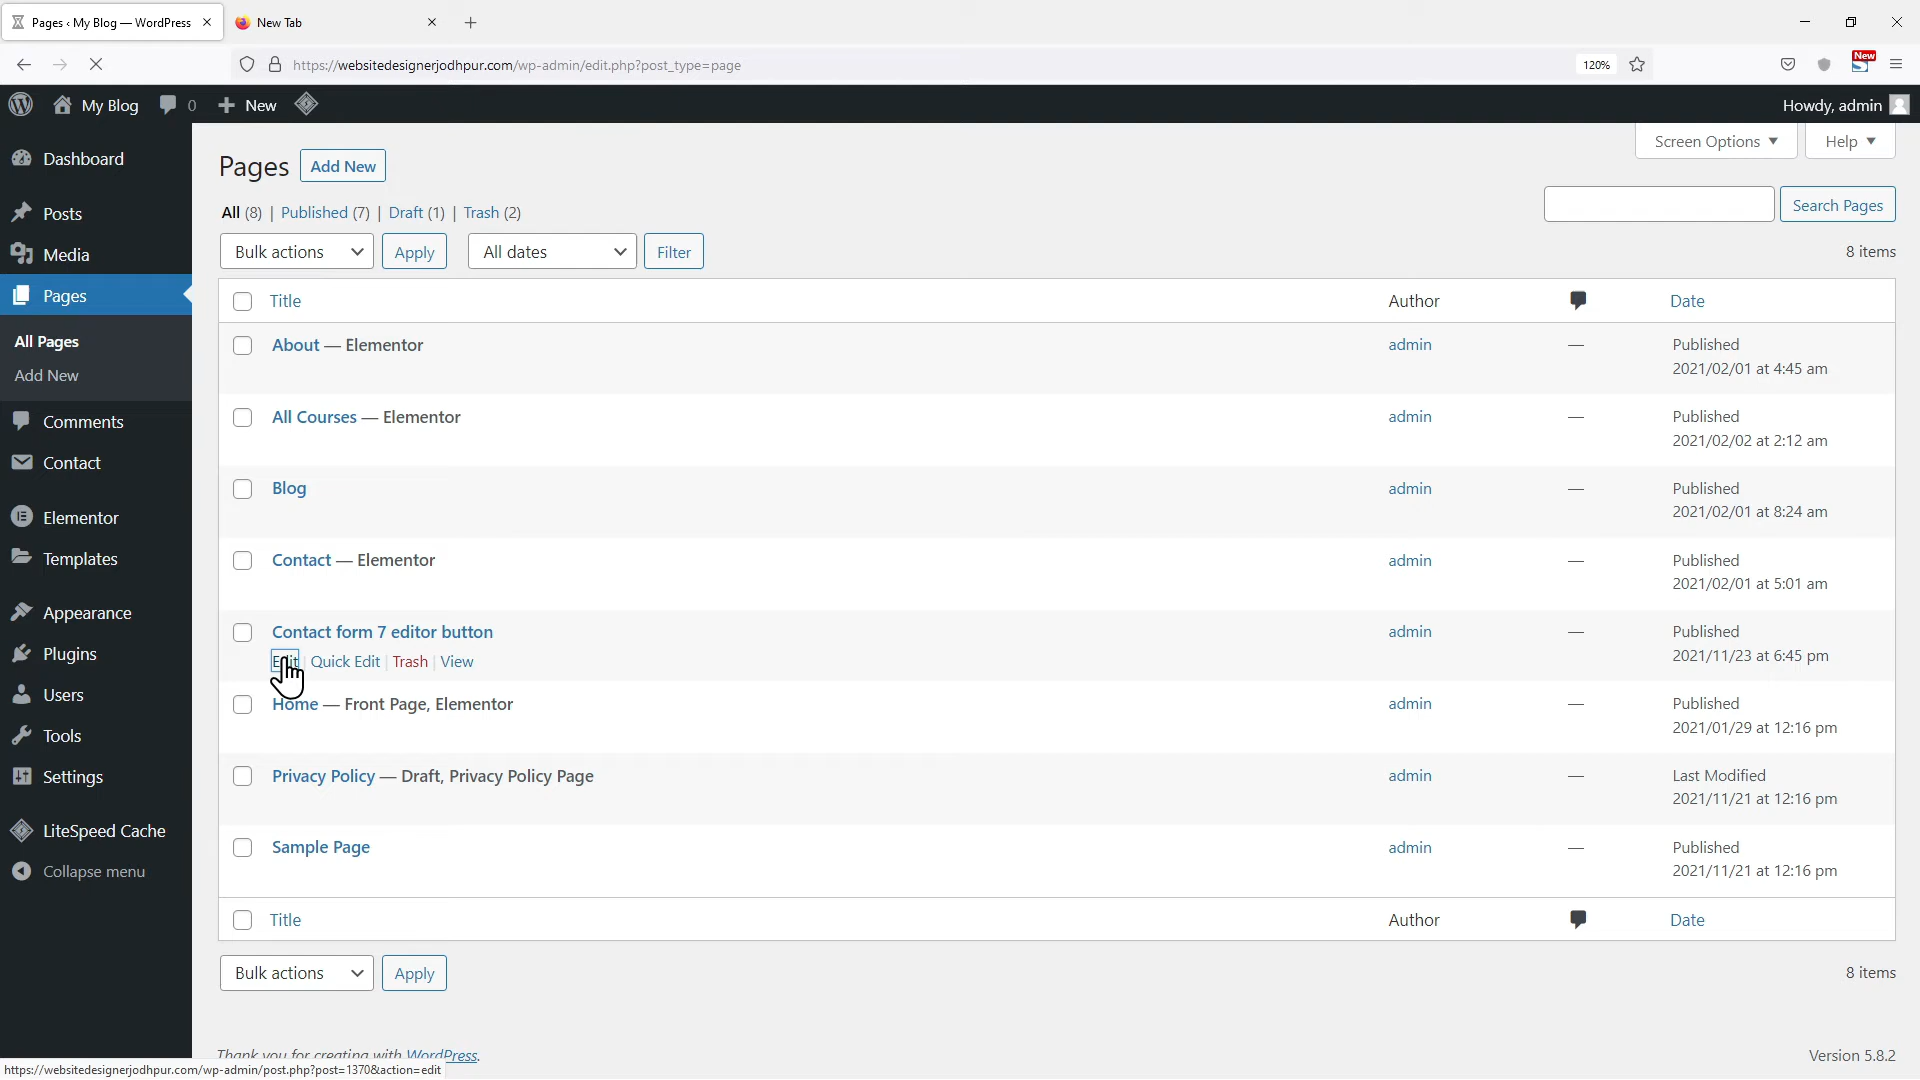 Pages ‹ My Blog — WordPress
New Tab
https://websitedesignerjodhpur.com/wp-admin/edit.php?post_type=page
120%
New
My Blog
0
New
Howdy, admin
Dashboard
Posts
Media
Pages
All Pages
Add New
Comments
Contact
Elementor
Templates
Appearance
Plugins
Users
Tools
Settings
LiteSpeed Cache
Collapse menu
Screen Options
Help
Pages
Add New
All (8) | Published (7) | Draft (1) | Trash (2)
Search Pages
Bulk actions
Apply
All dates
Filter
8 items
Title
Author
Date
About — Elementor
admin
—
Published
2021/02/01 at 4:45 am
All Courses — Elementor
admin
—
Published
2021/02/02 at 2:12 am
Blog
admin
—
Published
2021/02/01 at 8:24 am
Contact — Elementor
admin
—
Published
2021/02/01 at 5:01 am
Contact form 7 editor button
Edit | Quick Edit | Trash | View
admin
—
Published
2021/11/23 at 6:45 pm
Home — Front Page, Elementor
admin
—
Published
2021/01/29 at 12:16 pm
Privacy Policy — Draft, Privacy Policy Page
admin
—
Last Modified
2021/11/21 at 12:16 pm
Sample Page
admin
—
Published
2021/11/21 at 12:16 pm
Title
Author
Date
Bulk actions
Apply
8 items
Thank you for creating with WordPress.
Version 5.8.2
https://websitedesignerjodhpur.com/wp-admin/post.php?post=1370&action=edit